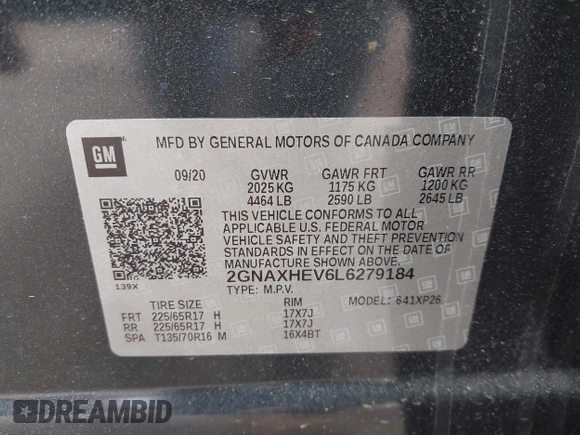 GM
MFD BY GENERAL MOTORS OF CANADA COMPANY
09/20 GVWR GAWR FRT GAWR RR
2025 KG 1175 KG 1200 KG
4464 LB 2590 LB 2645 LB
THIS VEHICLE CONFORMS TO ALL
APPLICABLE U.S. FEDERAL MOTOR
VEHICLE SAFETY AND THEFT PREVENTION
STANDARDS IN EFFECT ON THE DATE OF
MANUFACTURE SHOWN ABOVE.
139X 2GNAXHEV6L6279184
TYPE: M.P.V. MODEL: 641XP26
TIRE SIZE RIM
FRT 225/65R17 H 17X7J
RR 225/65R17 H 17X7J
SPA T135/70R16 M 16X4BT
DREAMBID